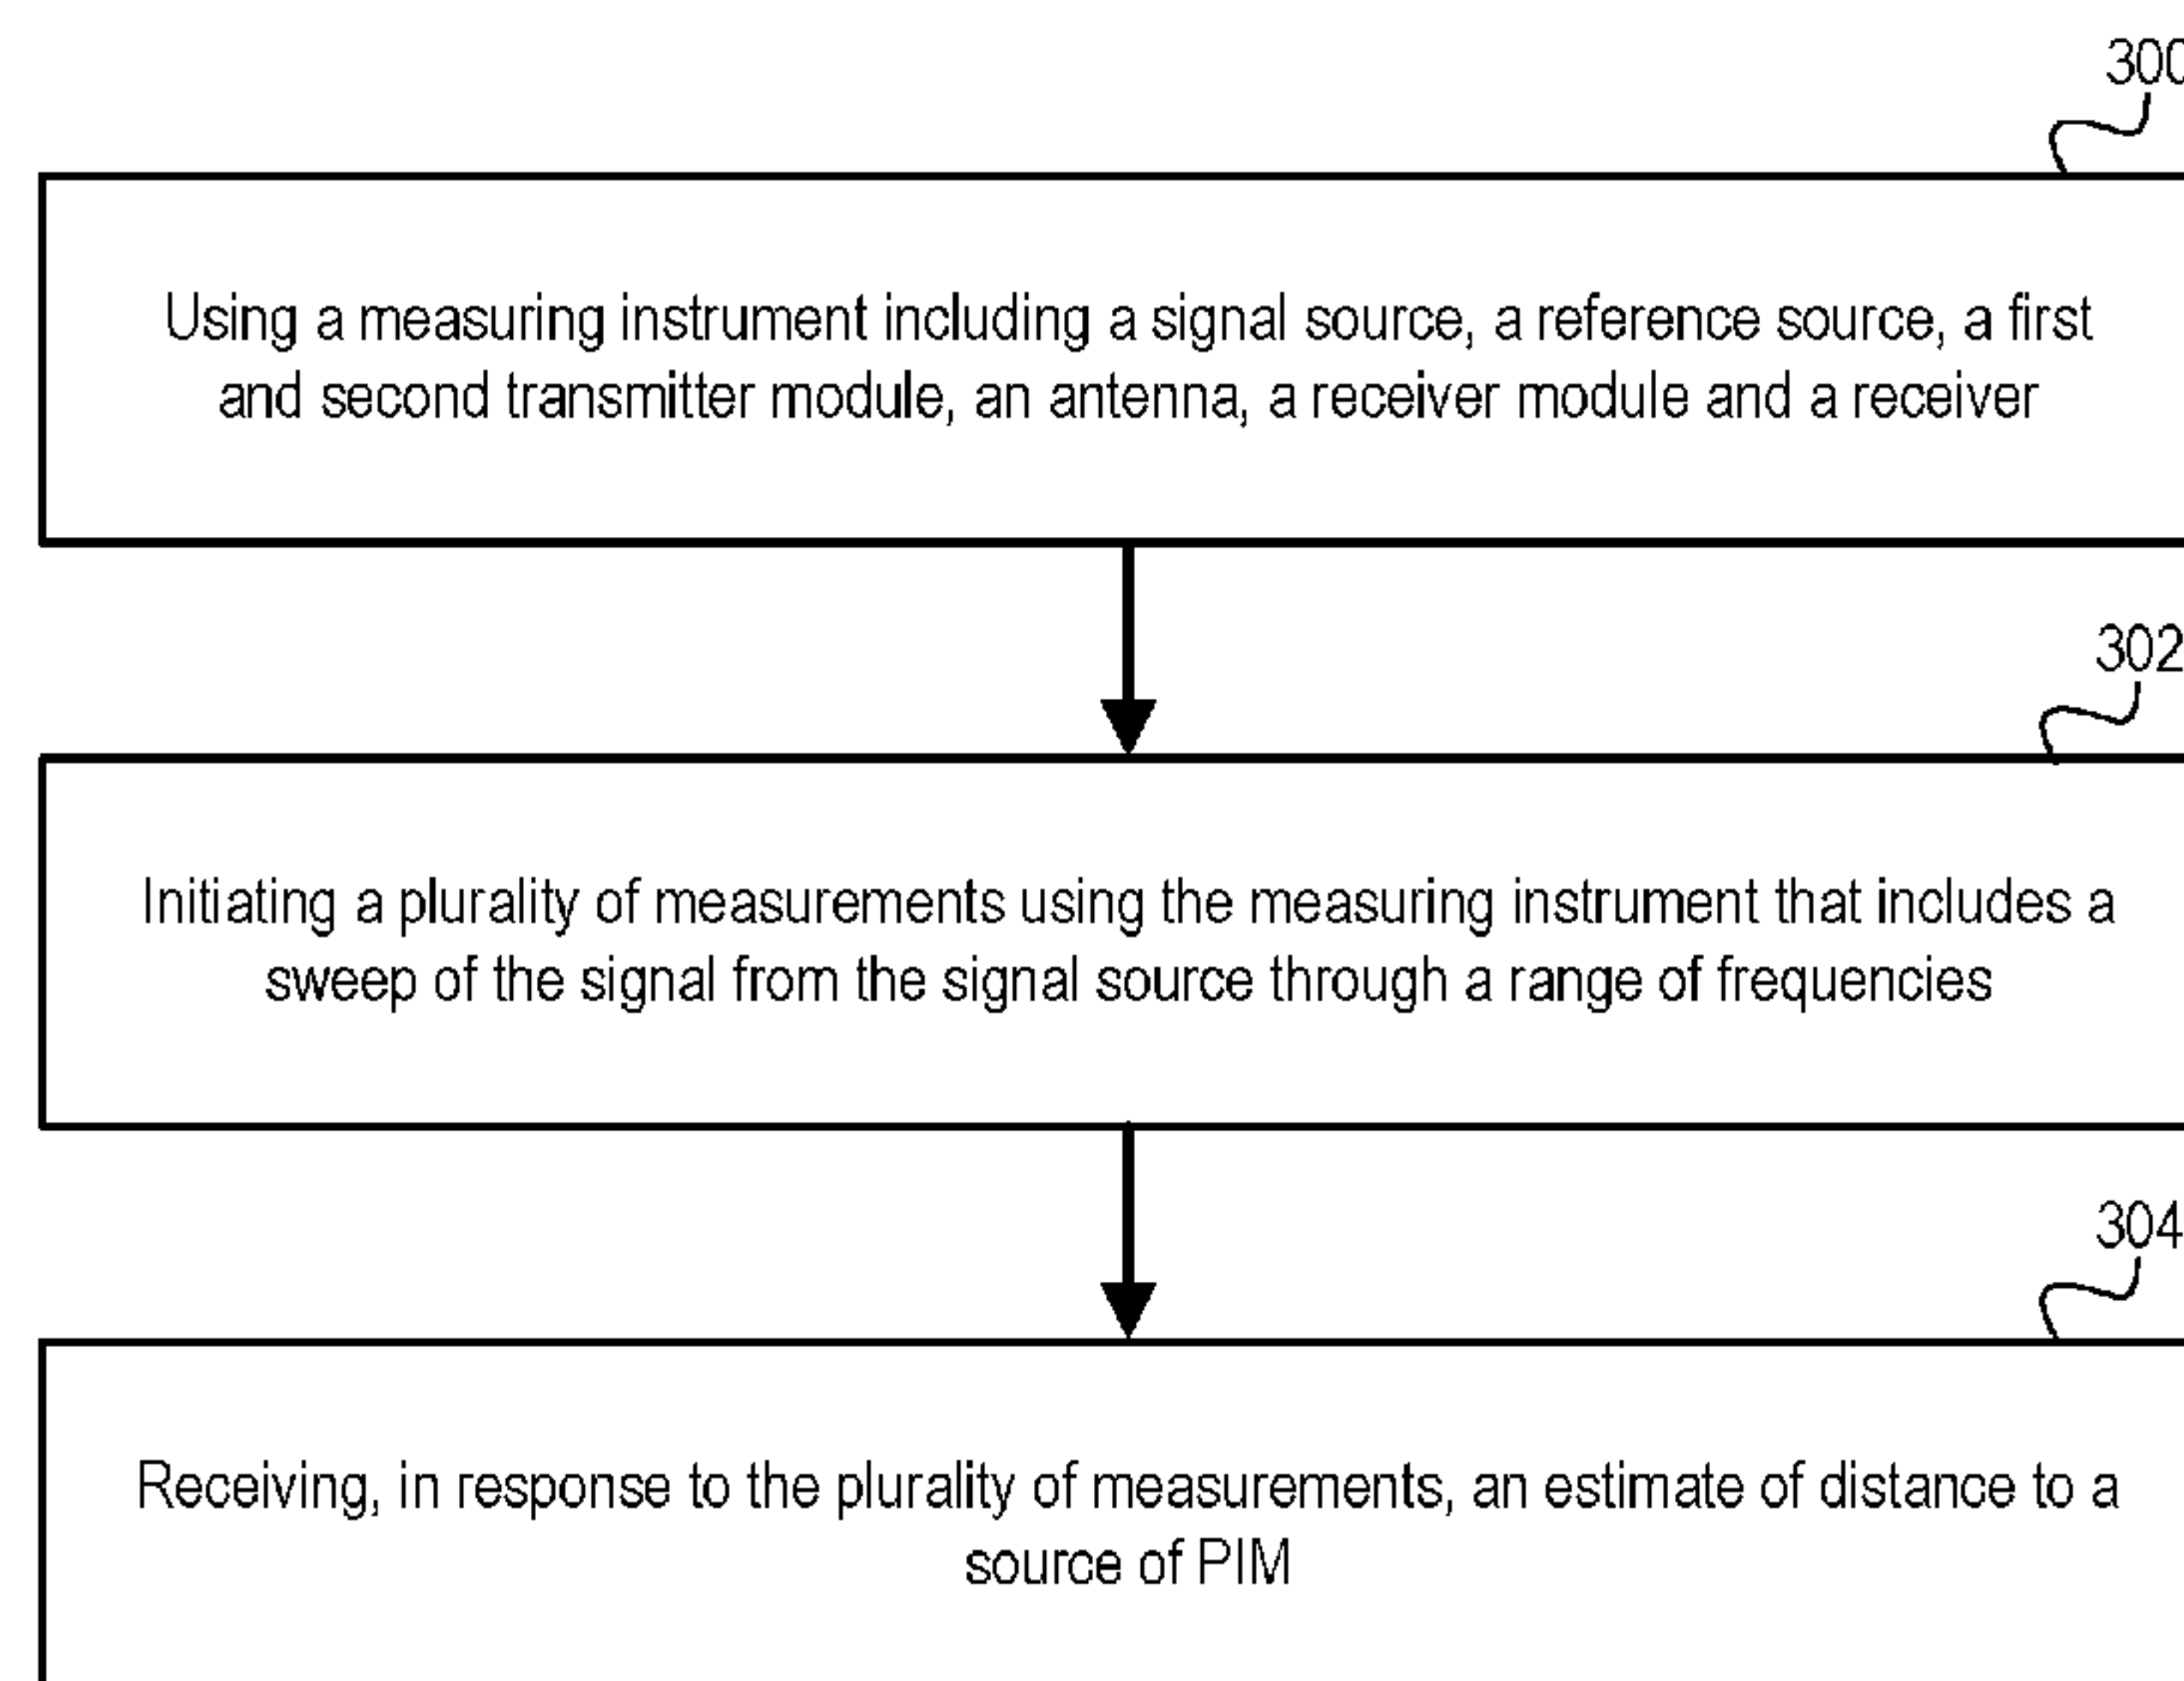 300
Using a measuring instrument including a signal source, a reference source, a first
and second transmitter module, an antenna, a receiver module and a receiver
302
Initiating a plurality of measurements using the measuring instrument that includes a
sweep of the signal from the signal source through a range of frequencies
304
Receiving, in response to the plurality of measurements, an estimate of distance to a
source of PIM